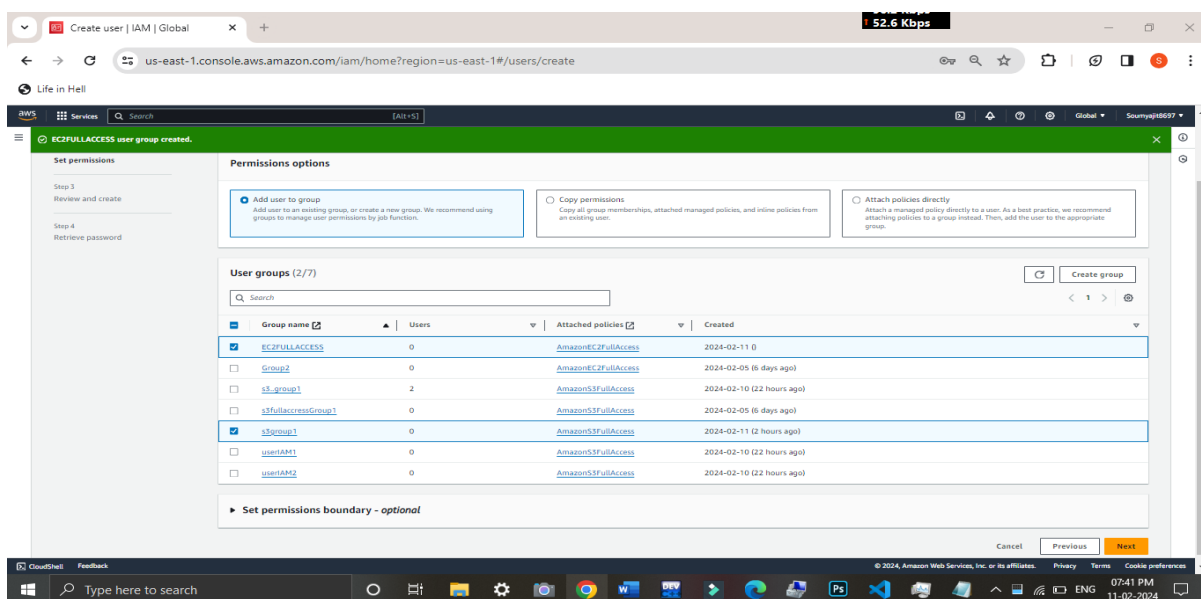 52.6 Kbps
Create user | IAM | Global
us-east-1.console.aws.amazon.com/iam/home?region=us-east-1#/users/create
S
Life in Hell
aws Services Search [Alt+S] Global Soumyajit8697
EC2FULLACCESS user group created.
Set permissions
Step 3
Review and create
Step 4
Retrieve password
Permissions options
Add user to group
Add user to an existing group, or create a new group. We recommend using
groups to manage user permissions by job function.
Copy permissions
Copy all group memberships, attached managed policies, and inline policies from
an existing user.
Attach policies directly
Attach a managed policy directly to a user. As a best practice, we recommend
attaching policies to a group instead. Then, add the user to the appropriate
group.
User groups (2/7)
Create group
Search
1
Group name Users Attached policies Created
EC2FULLACCESS 0 AmazonEC2FullAccess 2024-02-11 ()
Group2 0 AmazonEC2FullAccess 2024-02-05 (6 days ago)
s3..group1 2 AmazonS3FullAccess 2024-02-10 (22 hours ago)
s3fullaccressGroup1 0 AmazonS3FullAccess 2024-02-05 (6 days ago)
s3group1 0 AmazonS3FullAccess 2024-02-11 (2 hours ago)
userIAM1 0 AmazonS3FullAccess 2024-02-10 (22 hours ago)
userIAM2 0 AmazonS3FullAccess 2024-02-10 (22 hours ago)
Set permissions boundary - optional
Cancel Previous Next
CloudShell Feedback © 2024, Amazon Web Services, Inc. or its affiliates. Privacy Terms Cookie preferences
Type here to search
W
DEV
Ps
ENG
07:41 PM
11-02-2024